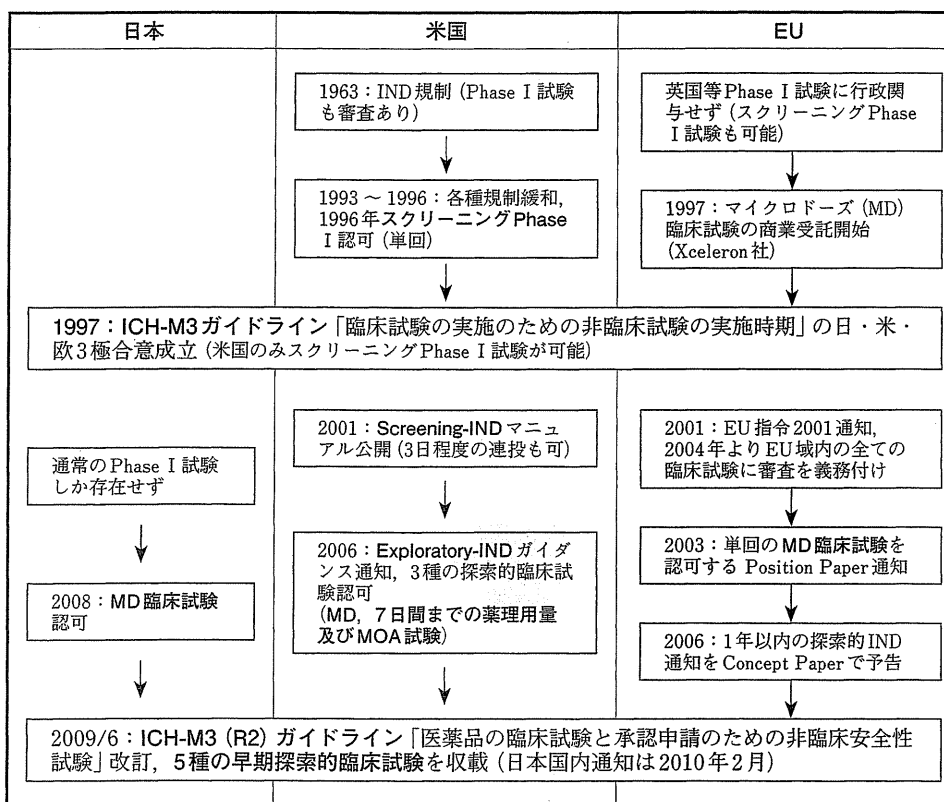 日本
米国
EU
1963：IND規制（Phase I 試験
も審査あり）
英国等Phase I 試験に行政関
与せず（スクリーニングPhase
I 試験も可能）
1993 ～ 1996：各種規制緩和，
1996年スクリーニングPhase
I 認可（単回）
1997：マイクロドーズ（MD）
臨床試験の商業受託開始
（Xceleron社）
1997：ICH-M3ガイドライン「臨床試験の実施のための非臨床試験の実施時期」の日・米・
欧3極合意成立（米国のみスクリーニングPhase I 試験が可能）
通常のPhase I 試験
しか存在せず
2008：MD臨床試験
認可
2001：Screening-INDマニュ
アル公開（3日程度の連投も可）
2006：Exploratory-INDガイダ
ンス通知，3種の探索的臨床試
験認可
（MD，7日間までの薬理用量
及びMOA試験）
2001：EU指令2001通知，
2004年よりEU域内の全ての
臨床試験に審査を義務付け
2003：単回のMD臨床試験を
認可する Position Paper通知
2006：1年以内の探索的IND
通知をConcept Paperで予告
2009/6：ICH-M3（R2）ガイドライン「医薬品の臨床試験と承認申請のための非臨床安全性
試験」改訂，5種の早期探索的臨床試験を収載（日本国内通知は2010年2月）